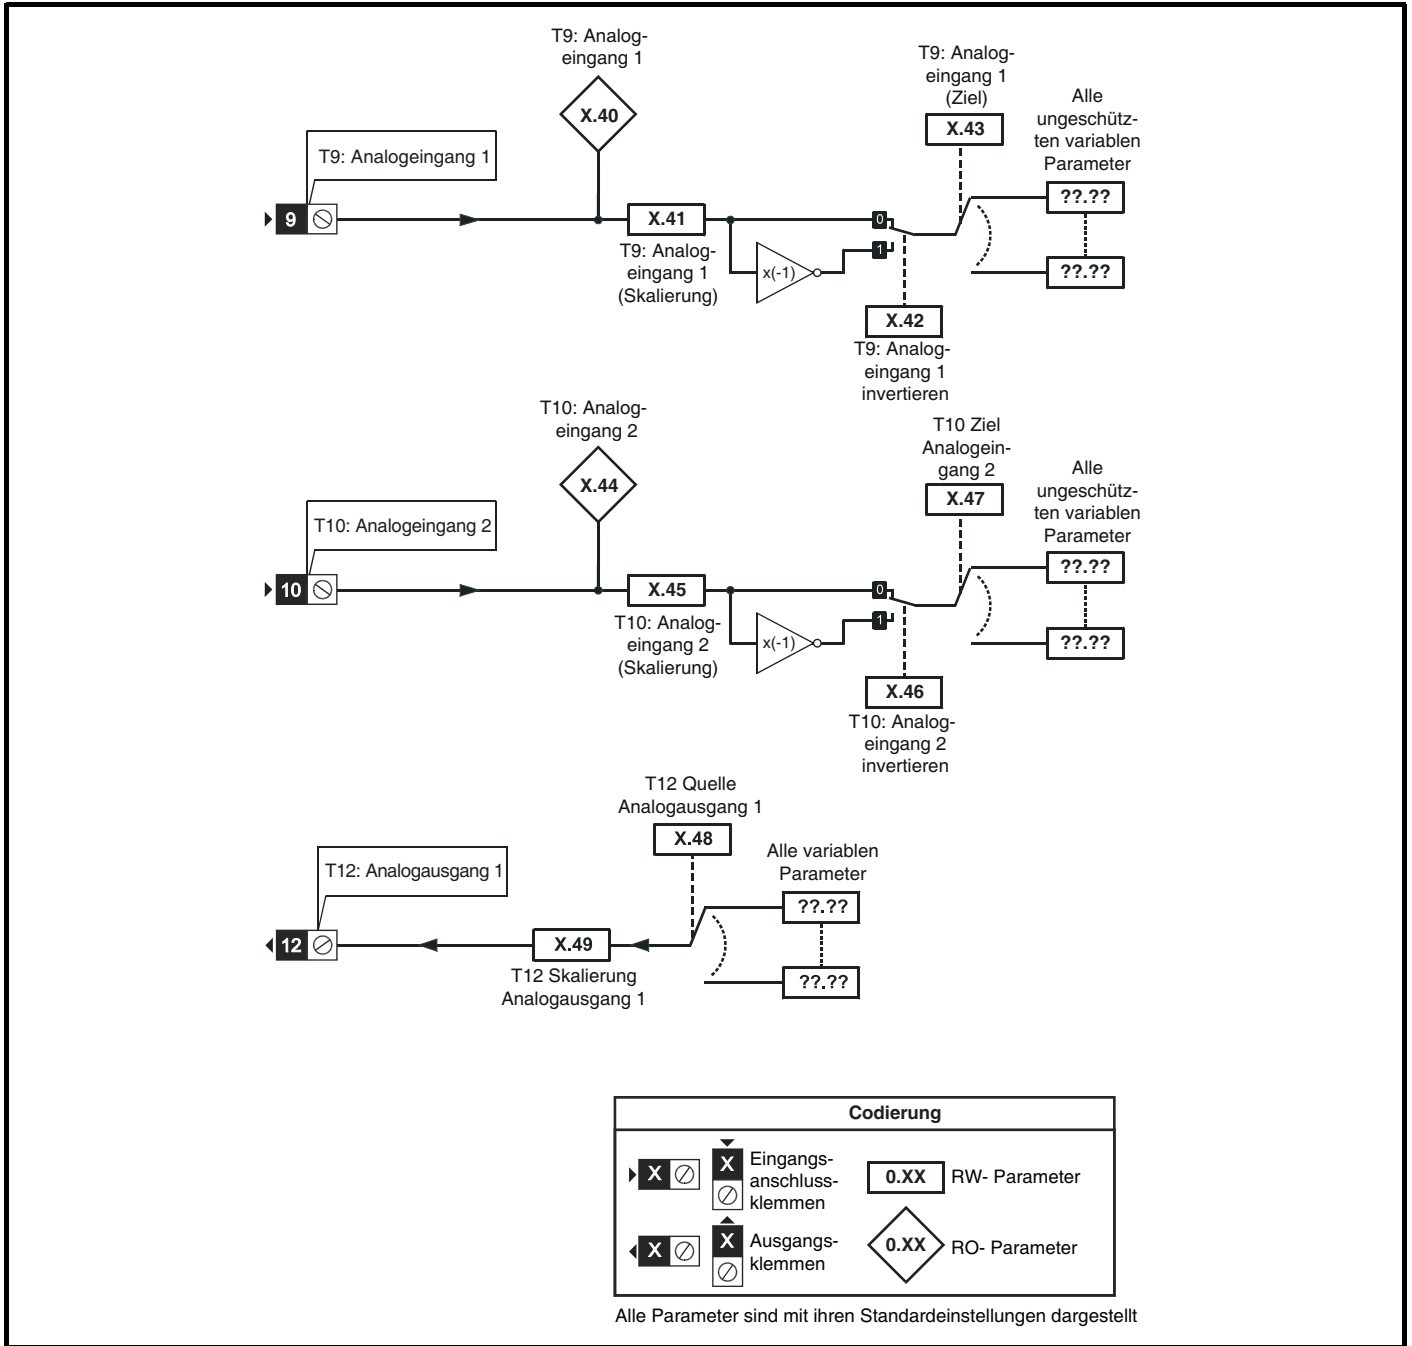 T9: Analog-
eingang 1
X.40
T9: Analogeingang 1
9
X.41
T9: Analog-
eingang 1
(Skalierung)
x(-1)
0
1
X.42
T9: Analog-
eingang 1
invertieren
T9: Analog-
eingang 1
(Ziel)
X.43
Alle
ungeschütz-
ten variablen
Parameter
??.??
??.??
T10: Analog-
eingang 2
X.44
T10: Analogeingang 2
10
X.45
T10: Analog-
eingang 2
(Skalierung)
x(-1)
0
1
X.46
T10: Analog-
eingang 2
invertieren
T10 Ziel
Analogein-
gang 2
X.47
Alle
ungeschütz-
ten variablen
Parameter
??.??
??.??
T12 Quelle
Analogausgang 1
X.48
Alle variablen
Parameter
??.??
??.??
T12: Analogausgang 1
12
X.49
T12 Skalierung
Analogausgang 1
Codierung
X
X
Eingangs-
anschluss-
klemmen
0.XX
RW- Parameter
X
X
Ausgangs-
klemmen
0.XX
RO- Parameter
Alle Parameter sind mit ihren Standardeinstellungen dargestellt